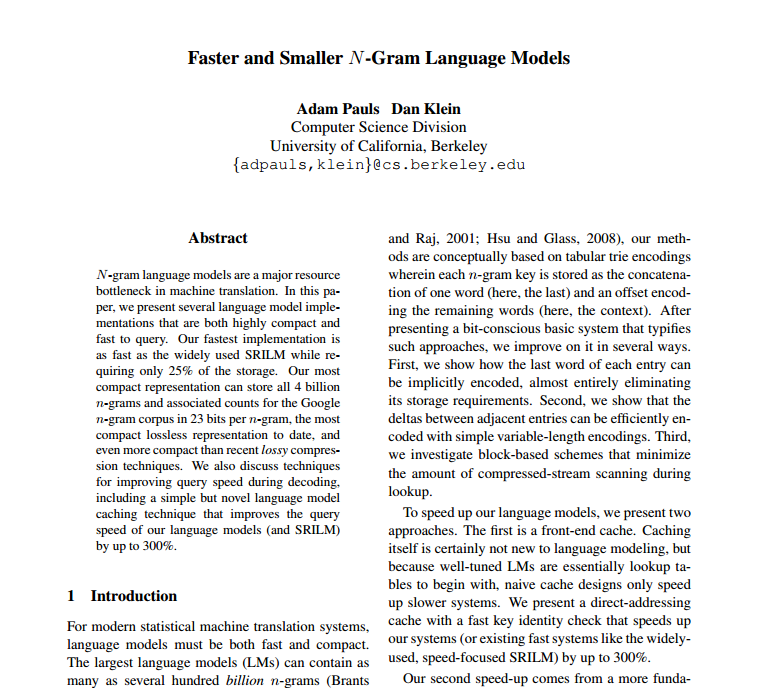 Faster and Smaller N-Gram Language Models
Adam Pauls Dan Klein
Computer Science Division
University of California, Berkeley
{adpauls,klein}@cs.berkeley.edu
Abstract
N-gram language models are a major resource
bottleneck in machine translation. In this pa-
per, we present several language model imple-
mentations that are both highly compact and
fast to query. Our fastest implementation is
as fast as the widely used SRILM while re-
quiring only 25% of the storage. Our most
compact representation can store all 4 billion
n-grams and associated counts for the Google
n-gram corpus in 23 bits per n-gram, the most
compact lossless representation to date, and
even more compact than recent lossy compres-
sion techniques. We also discuss techniques
for improving query speed during decoding,
including a simple but novel language model
caching technique that improves the query
speed of our language models (and SRILM)
by up to 300%.
1 Introduction
For modern statistical machine translation systems,
language models must be both fast and compact.
The largest language models (LMs) can contain as
many as several hundred billion n-grams (Brants
and Raj, 2001; Hsu and Glass, 2008), our meth-
ods are conceptually based on tabular trie encodings
wherein each n-gram key is stored as the concatena-
tion of one word (here, the last) and an offset encod-
ing the remaining words (here, the context). After
presenting a bit-conscious basic system that typifies
such approaches, we improve on it in several ways.
First, we show how the last word of each entry can
be implicitly encoded, almost entirely eliminating
its storage requirements. Second, we show that the
deltas between adjacent entries can be efficiently en-
coded with simple variable-length encodings. Third,
we investigate block-based schemes that minimize
the amount of compressed-stream scanning during
lookup.
To speed up our language models, we present two
approaches. The first is a front-end cache. Caching
itself is certainly not new to language modeling, but
because well-tuned LMs are essentially lookup ta-
bles to begin with, naive cache designs only speed
up slower systems. We present a direct-addressing
cache with a fast key identity check that speeds up
our systems (or existing fast systems like the widely-
used, speed-focused SRILM) by up to 300%.
Our second speed-up comes from a more funda-